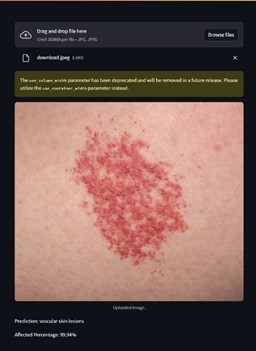 Drag and drop file here
Limit 200MB per file • JPG, JPEG
Browse files
download.jpeg 8.0KB
The use_column_width parameter has been deprecated and will be removed in a future release. Please
utilize the use_container_width parameter instead.
Uploaded Image.
Prediction: vascular skin lesions
Affected Percentage: 99.94%